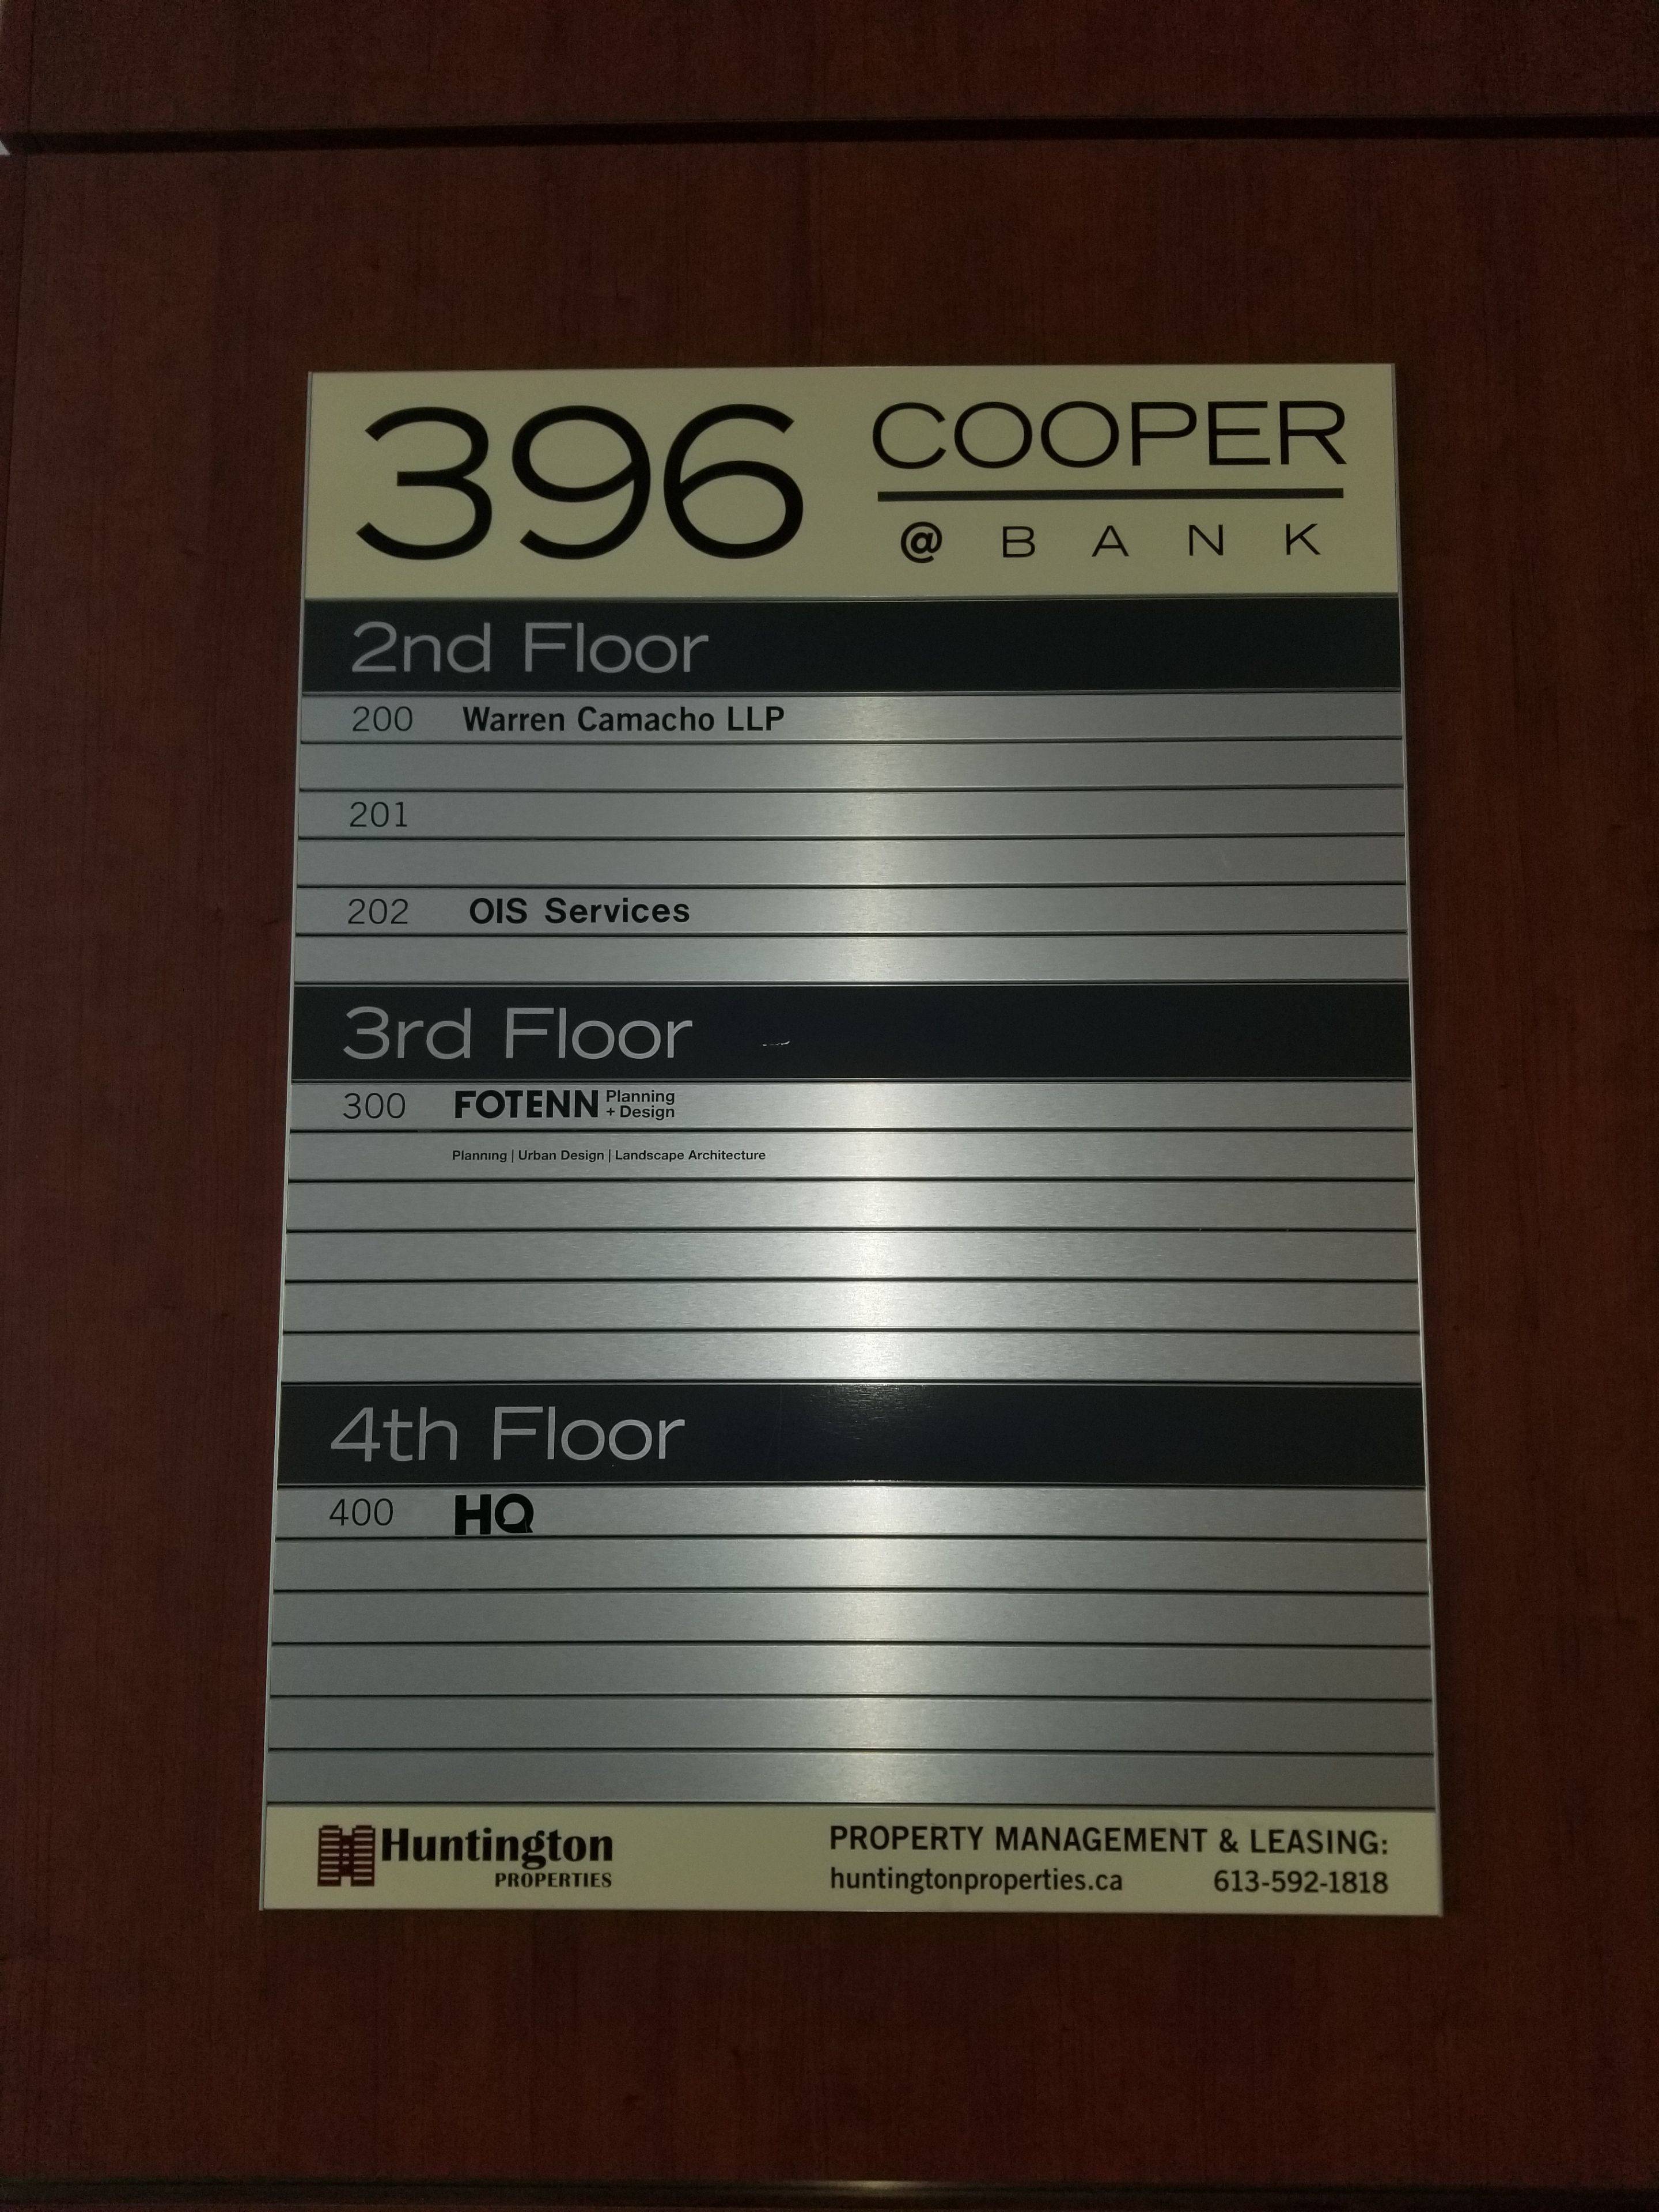 396 COOPER
@ BANK
2nd Floor
200 Warren Camacho LLP
201
202 OIS Services
3rd Floor
300 FOTENN Planning
+ Design
Planning | Urban Design | Landscape Architecture
4th Floor
400 HQ
Huntington
PROPERTIES
PROPERTY MANAGEMENT & LEASING:
huntingtonproperties.ca 613-592-1818